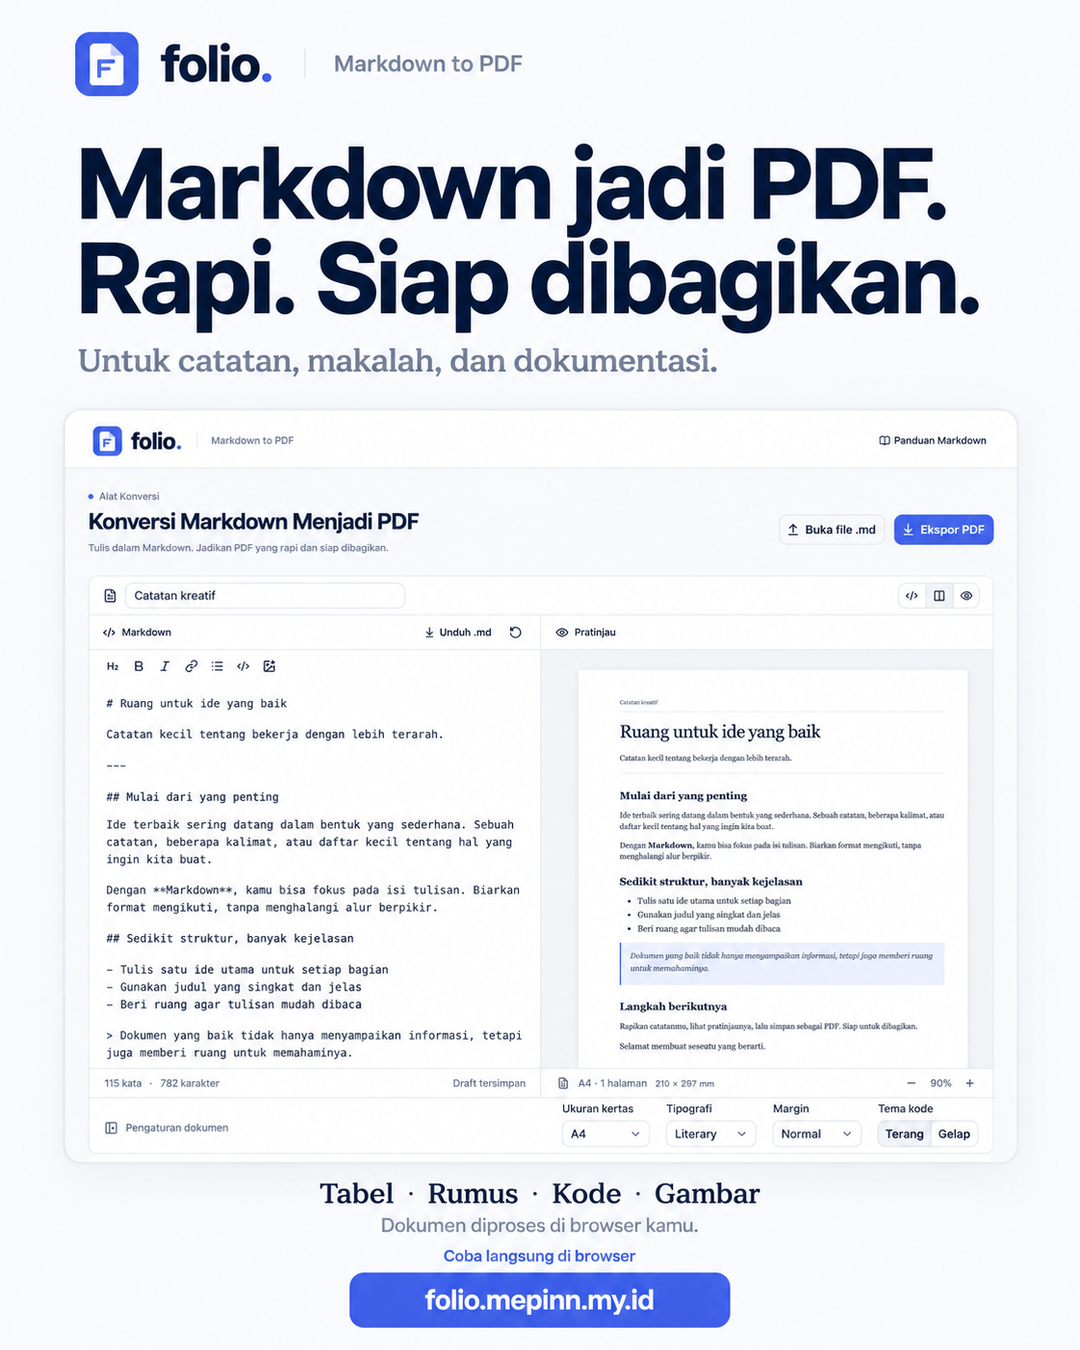 folio.
Markdown to PDF
Markdown jadi PDF.
Rapi. Siap dibagikan.
Untuk catatan, makalah, dan dokumentasi.
folio.
Markdown to PDF
Panduan Markdown
Alat Konversi
Konversi Markdown Menjadi PDF
Tulis dalam Markdown. Jadikan PDF yang rapi dan siap dibagikan.
Buka file .md
Ekspor PDF
Catatan kreatif
</>
</> Markdown
Unduh .md
Pratinjau
H2 B I </>
# Ruang untuk ide yang baik
Catatan kecil tentang bekerja dengan lebih terarah.
---
## Mulai dari yang penting
Ide terbaik sering datang dalam bentuk yang sederhana. Sebuah
catatan, beberapa kalimat, atau daftar kecil tentang hal yang
ingin kita buat.
Dengan **Markdown**, kamu bisa fokus pada isi tulisan. Biarkan
format mengikuti, tanpa menghalangi alur berpikir.
## Sedikit struktur, banyak kejelasan
- Tulis satu ide utama untuk setiap bagian
- Gunakan judul yang singkat dan jelas
- Beri ruang agar tulisan mudah dibaca
> Dokumen yang baik tidak hanya menyampaikan informasi, tetapi
juga memberi ruang untuk memahaminya.
115 kata · 782 karakter
Draft tersimpan
Catatan kreatif
Ruang untuk ide yang baik
Catatan kecil tentang bekerja dengan lebih terarah.
Mulai dari yang penting
Ide terbaik sering datang dalam bentuk yang sederhana. Sebuah catatan, beberapa kalimat, atau
daftar kecil tentang hal yang ingin kita buat.
Dengan Markdown, kamu bisa fokus pada isi tulisan. Biarkan format mengikuti, tanpa
menghalangi alur berpikir.
Sedikit struktur, banyak kejelasan
• Tulis satu ide utama untuk setiap bagian
• Gunakan judul yang singkat dan jelas
• Beri ruang agar tulisan mudah dibaca
Dokumen yang baik tidak hanya menyampaikan informasi, tetapi juga memberi ruang
untuk memahaminya.
Langkah berikutnya
Rapikan catatanmu, lihat pratinjaunya, lalu simpan sebagai PDF. Siap untuk dibagikan.
Selamat membuat seseatu yang berarti.
A4 · 1 halaman 210 × 297 mm
− 90% +
Pengaturan dokumen
Ukuran kertas
A4
Tipografi
Literary
Margin
Normal
Tema kode
Terang Gelap
Tabel · Rumus · Kode · Gambar
Dokumen diproses di browser kamu.
Coba langsung di browser
folio.mepinn.my.id